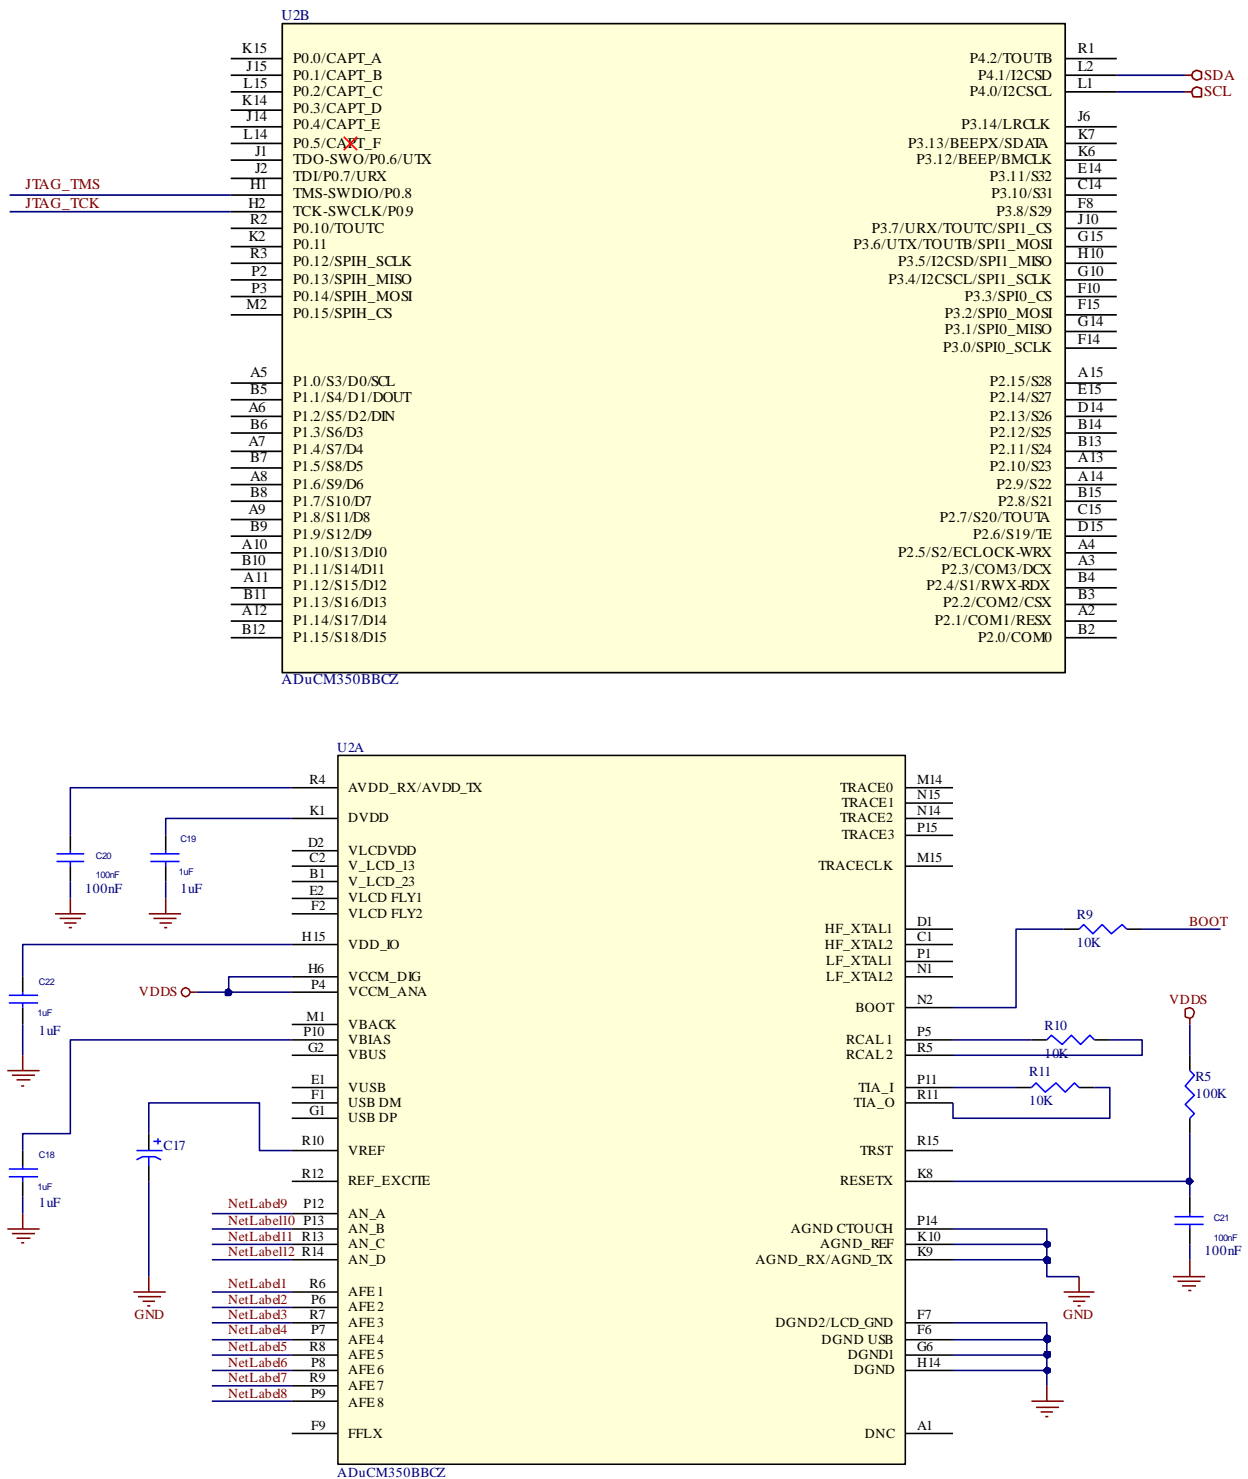 U2B
K15 P0.0/CAPT_A P4.2/TOUTB R1
J15 P0.1/CAPT_B P4.1/I2CSD L2 SDA
L15 P0.2/CAPT_C P4.0/I2CSCL L1 SCL
K14 P0.3/CAPT_D
J14 P0.4/CAPT_E P3.14/LRCLK J6
L14 P0.5/CAPT_F P3.13/BEEPX/SDATA K7
J1 TDO-SWO/P0.6/UTX P3.12/BEEP/BMCLK K6
J2 TDI/P0.7/URX P3.11/S32 E14
JTAG_TMS H1 TMS-SWDIO/P0.8 P3.10/S31 C14
JTAG_TCK H2 TCK-SWCLK/P0.9 P3.8/S29 F8
R2 P0.10/TOUTC P3.7/URX/TOUTC/SPI1_CS J10
K2 P0.11 P3.6/UTX/TOUTB/SPI1_MOSI G15
R3 P0.12/SPIH_SCLK P3.5/I2CSD/SPI1_MISO H10
P2 P0.13/SPIH_MISO P3.4/I2CSCL/SPI1_SCLK G10
P3 P0.14/SPIH_MOSI P3.3/SPI0_CS F10
M2 P0.15/SPIH_CS P3.2/SPI0_MOSI F15
P3.1/SPI0_MISO G14
P3.0/SPI0_SCLK F14
A5 P1.0/S3/D0/SCL P2.15/S28 A15
B5 P1.1/S4/D1/DOUT P2.14/S27 E15
A6 P1.2/S5/D2/DIN P2.13/S26 D14
B6 P1.3/S6/D3 P2.12/S25 B14
A7 P1.4/S7/D4 P2.11/S24 B13
B7 P1.5/S8/D5 P2.10/S23 A13
A8 P1.6/S9/D6 P2.9/S22 A14
B8 P1.7/S10/D7 P2.8/S21 B15
A9 P1.8/S11/D8 P2.7/S20/TOUTA C15
B9 P1.9/S12/D9 P2.6/S19/TE D15
A10 P1.10/S13/D10 P2.5/S2/ECLOCK-WRX A4
B10 P1.11/S14/D11 P2.3/COM3/DCX A3
A11 P1.12/S15/D12 P2.4/S1/RWX-RDX B4
B11 P1.13/S16/D13 P2.2/COM2/CSX B3
A12 P1.14/S17/D14 P2.1/COM1/RESX A2
B12 P1.15/S18/D15 P2.0/COM0 B2
ADuCM350BBCZ
U2A
R4 AVDD_RX/AVDD_TX TRACE0 M14
TRACE1 N15
K1 DVDD TRACE2 N14
TRACE3 P15
C20 C19 D2 VLCDVDD
100nF 1uF C2 V_LCD_13 TRACECLK M15
100nF 1uF B1 V_LCD_23
E2 VLCD FLY1
F2 VLCD FLY2
HF_XTAL1 D1 R9 BOOT
H15 VDD_IO HF_XTAL2 C1 10K
LF_XTAL1 P1
C22 H6 VCCM_DIG LF_XTAL2 N1
VDDS P4 VCCM_ANA VDDS
1uF BOOT N2
1uF M1 VBACK
P10 VBIAS RCAL 1 P5 R10
G2 VBUS RCAL 2 R5 10K
R11 R5
E1 VUSB TIA_I P11 100K
F1 USB DM TIA_O R11 10K
G1 USB DP
C17 R10 VREF TRST R15
C18
1uF R12 REF_EXCITE RESETX K8
1uF
NetLabel9 P12 AN_A C21
NetLabel10 P13 AN_B AGND CTOUCH P14
NetLabel11 R13 AN_C AGND_REF K10 100nF
NetLabel12 R14 AN_D AGND_RX/AGND_TX K9 100nF
NetLabel1 R6 AFE 1
NetLabel2 P6 AFE 2
GND GND
NetLabel3 R7 AFE 3 DGND2/LCD_GND F7
NetLabel4 P7 AFE 4 DGND USB F6
NetLabel5 R8 AFE 5 DGND1 G6
NetLabel6 P8 AFE 6 DGND H14
NetLabel7 R9 AFE 7
NetLabel8 P9 AFE 8
F9 FFLX DNC A1
ADuCM350BBCZ